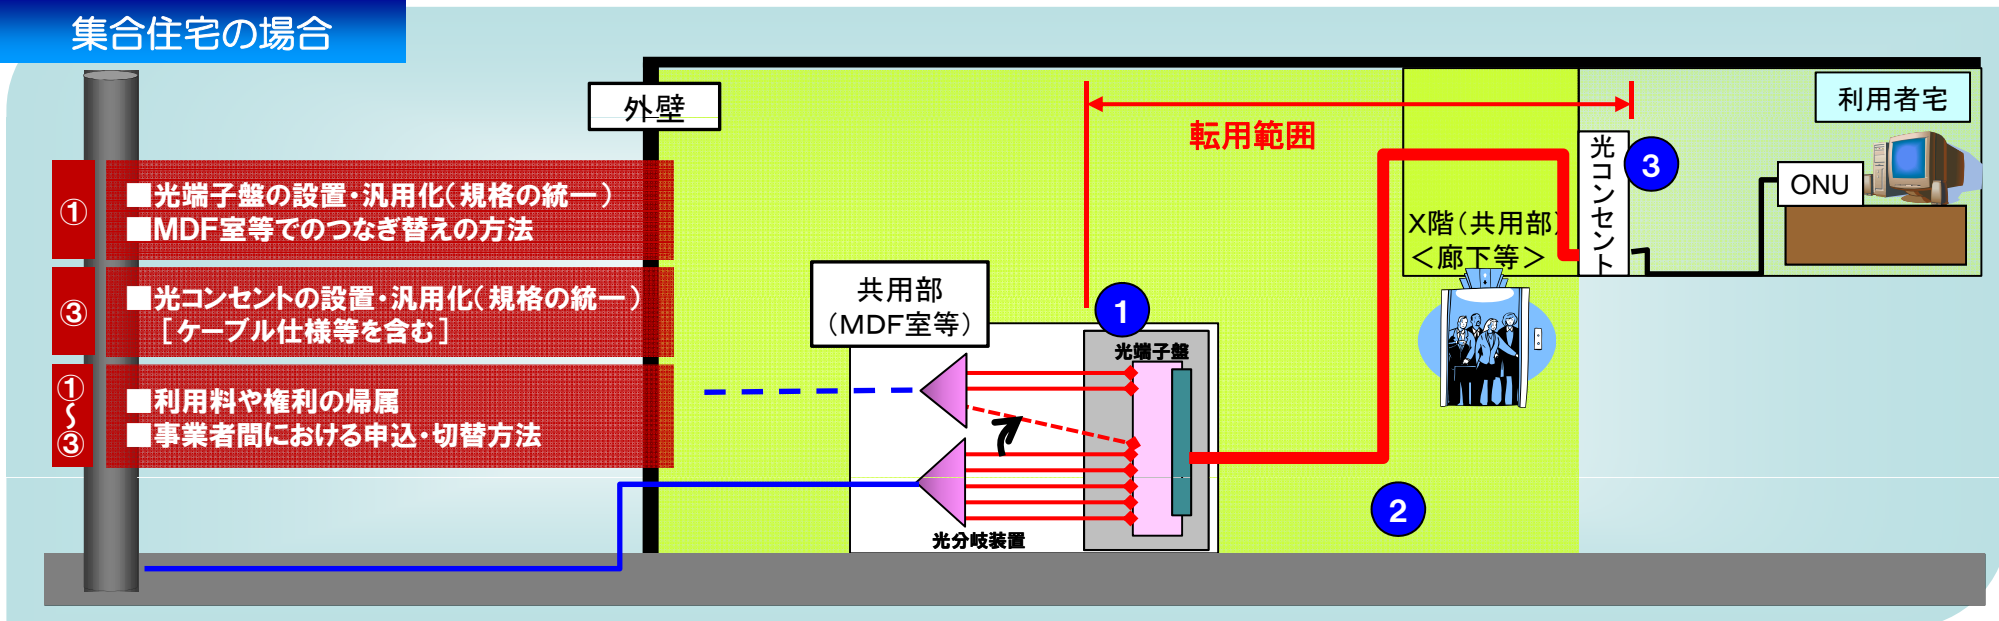 集合住宅の場合
外壁
転用範囲
利用者宅
光コンセント
3
ONU
①
■光端子盤の設置・汎用化(規格の統一)
■MDF室等でのつなぎ替えの方法
X階(共用部)
<廊下等>
③
■光コンセントの設置・汎用化(規格の統一)
[ケーブル仕様等を含む]
共用部
(MDF室等)
1
光端子盤
①~③
■利用料や権利の帰属
■事業者間における申込・切替方法
2
光分岐装置